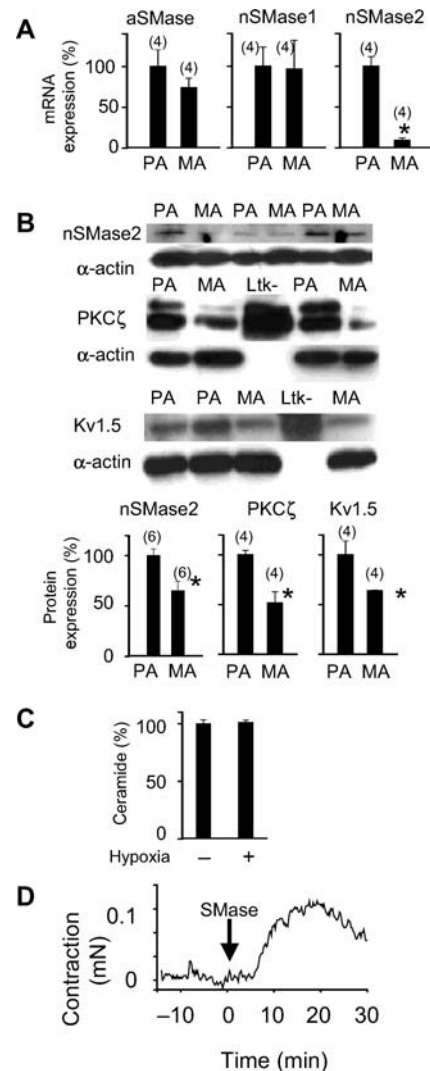 A
aSMase nSMase1 nSMase2
mRNA
expression (%)
100
50
0
(4) (4) (4) (4) (4) (4)
*
PA MA PA MA PA MA
B
PA MA PA MA PA MA
nSMase2
α-actin
PA MA Ltk- PA MA
PKCζ
α-actin
PA PA MA Ltk- MA
Kv1.5
α-actin
nSMase2 PKCζ Kv1.5
Protein
expression (%)
100
50
0
(6) (6) * (4) (4) * (4) (4) *
PA MA PA MA PA MA
C
Ceramide (%)
100
50
0
Hypoxia – +
D
Contraction
(mN)
0.1
0
SMase
–10 0 10 20 30
Time (min)